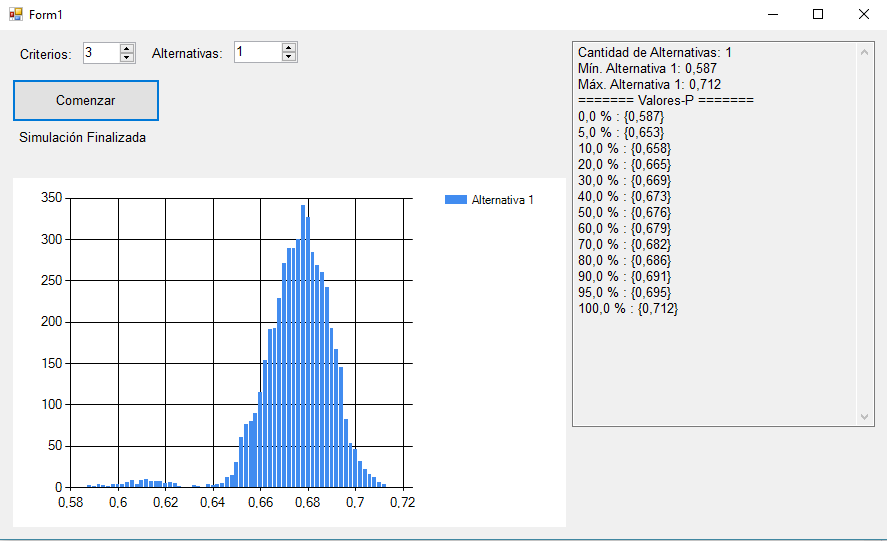 Form1
Criterios: 3 Alternativas: 1
Comenzar
Simulación Finalizada
350
300
250
200
150
100
50
0
0,58 0,6 0,62 0,64 0,66 0,68 0,7 0,72
Alternativa 1
Cantidad de Alternativas: 1
Mín. Alternativa 1: 0,587
Máx. Alternativa 1: 0,712
======= Valores-P =======
0,0 % : {0,587}
5,0 % : {0,653}
10,0 % : {0,658}
20,0 % : {0,665}
30,0 % : {0,669}
40,0 % : {0,673}
50,0 % : {0,676}
60,0 % : {0,679}
70,0 % : {0,682}
80,0 % : {0,686}
90,0 % : {0,691}
95,0 % : {0,695}
100,0 % : {0,712}